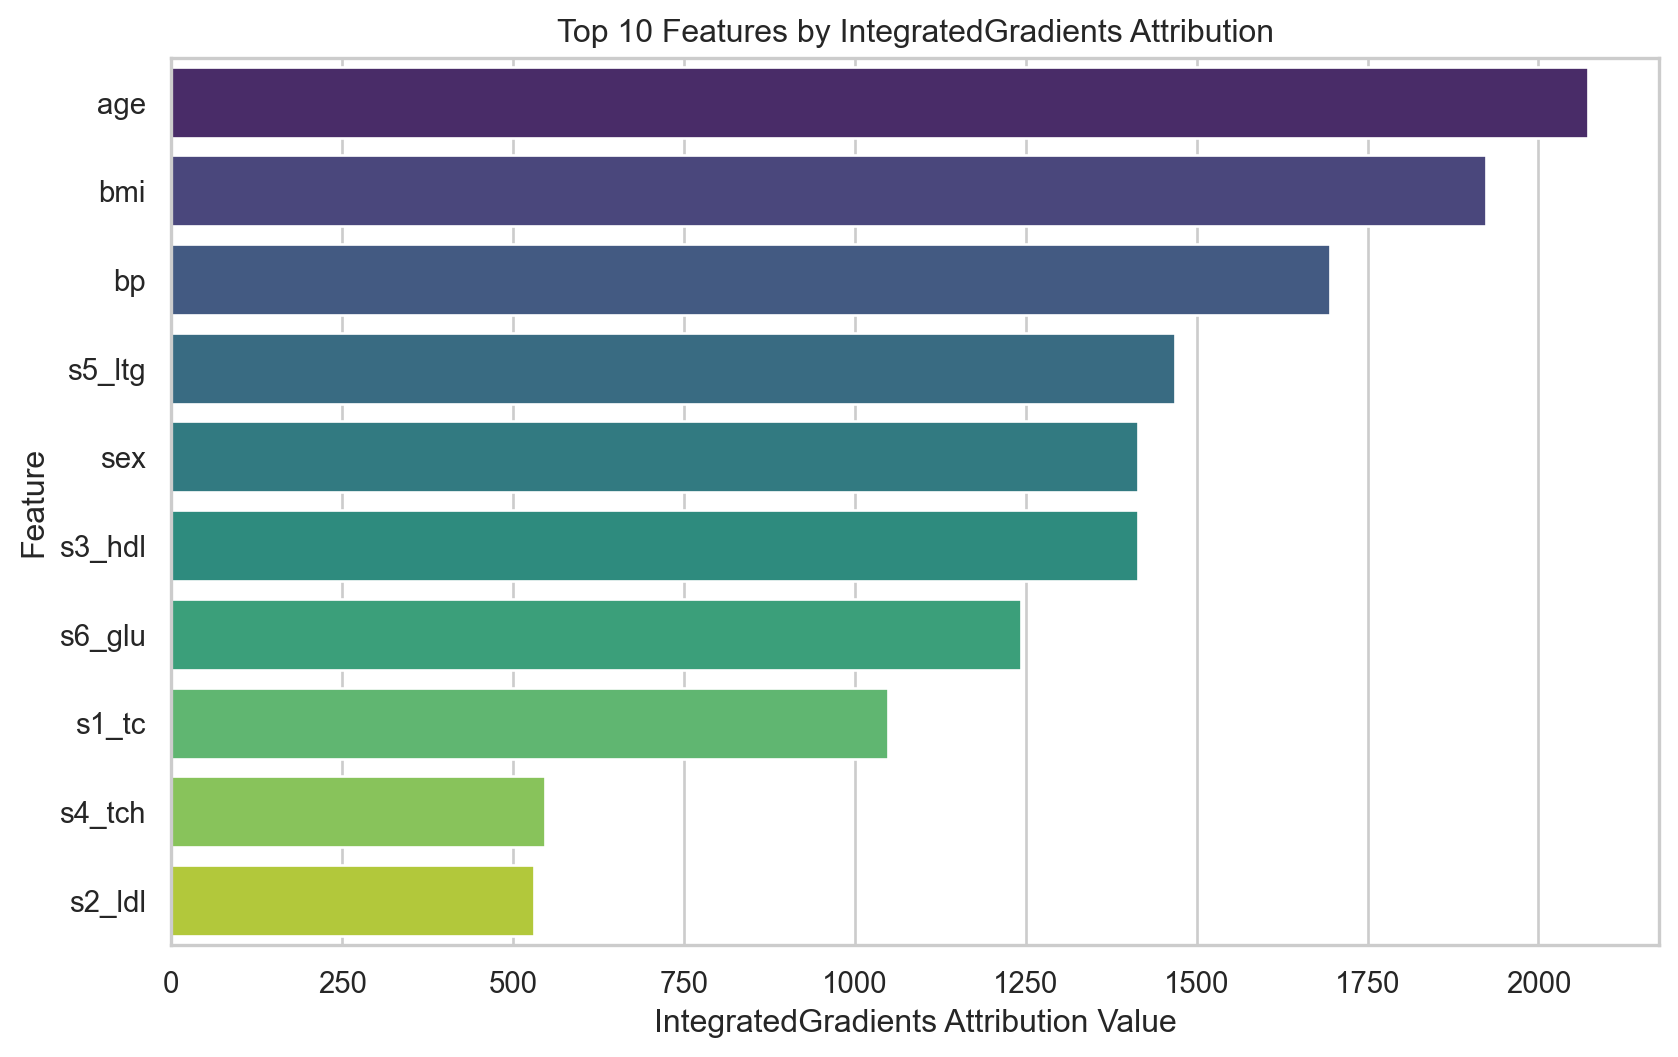 Top 10 Features by IntegratedGradients Attribution
Feature
age
bmi
bp
s5_ltg
sex
s3_hdl
s6_glu
s1_tc
s4_tch
s2_ldl
0 250 500 750 1000 1250 1500 1750 2000
IntegratedGradients Attribution Value